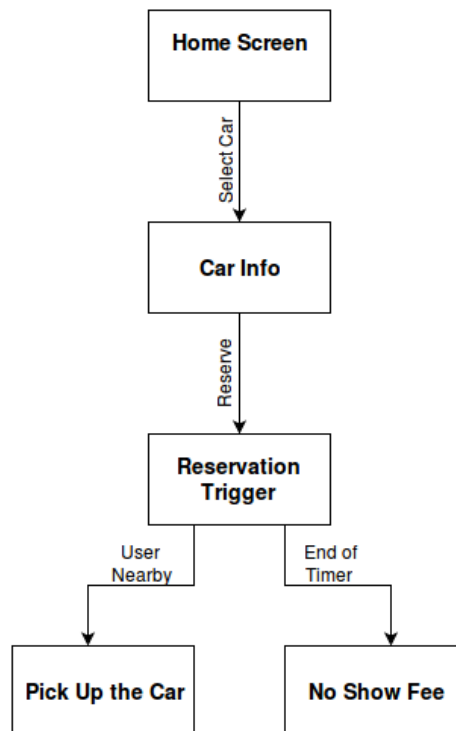 Home Screen
Select Car
Car Info
Reserve
Reservation
Trigger
User
Nearby
End of
Timer
Pick Up the Car
No Show Fee